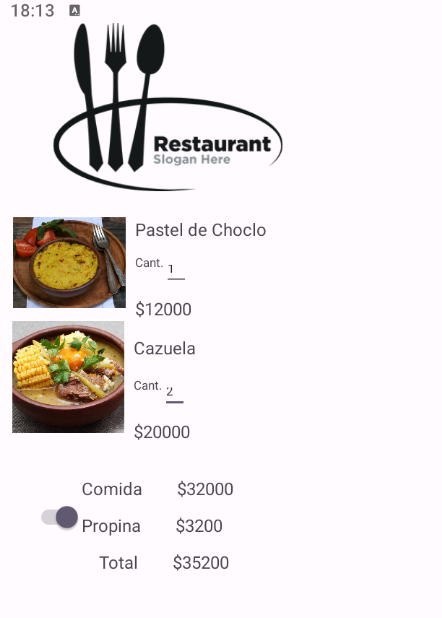 18:13
A
Restaurant
Slogan Here
Pastel de Choclo
Cant. 1
$12000
Cazuela
Cant. 2
$20000
Comida $32000
Propina $3200
Total $35200